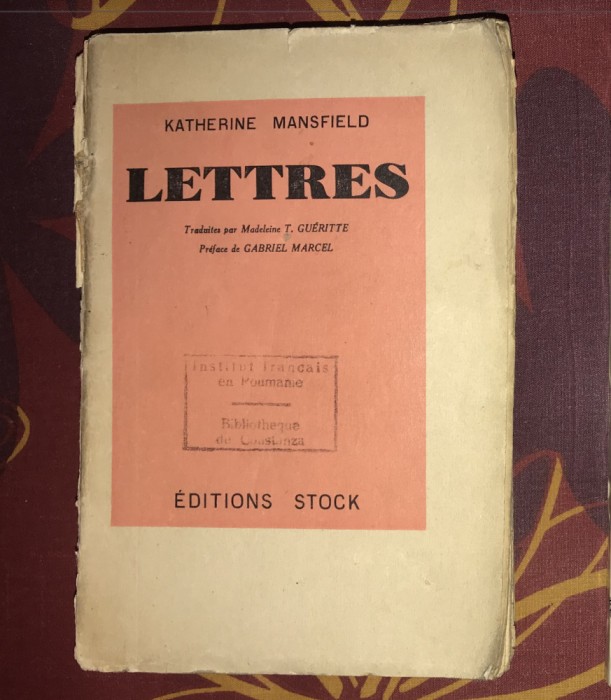 KATHERINE MANSFIELD
LETTRES
Traduites par Madeleine T. GUÉRITTE
Préface de GABRIEL MARCEL
Institut français
en Roumanie
Bibliotheque
de Constanza
ÉDITIONS STOCK